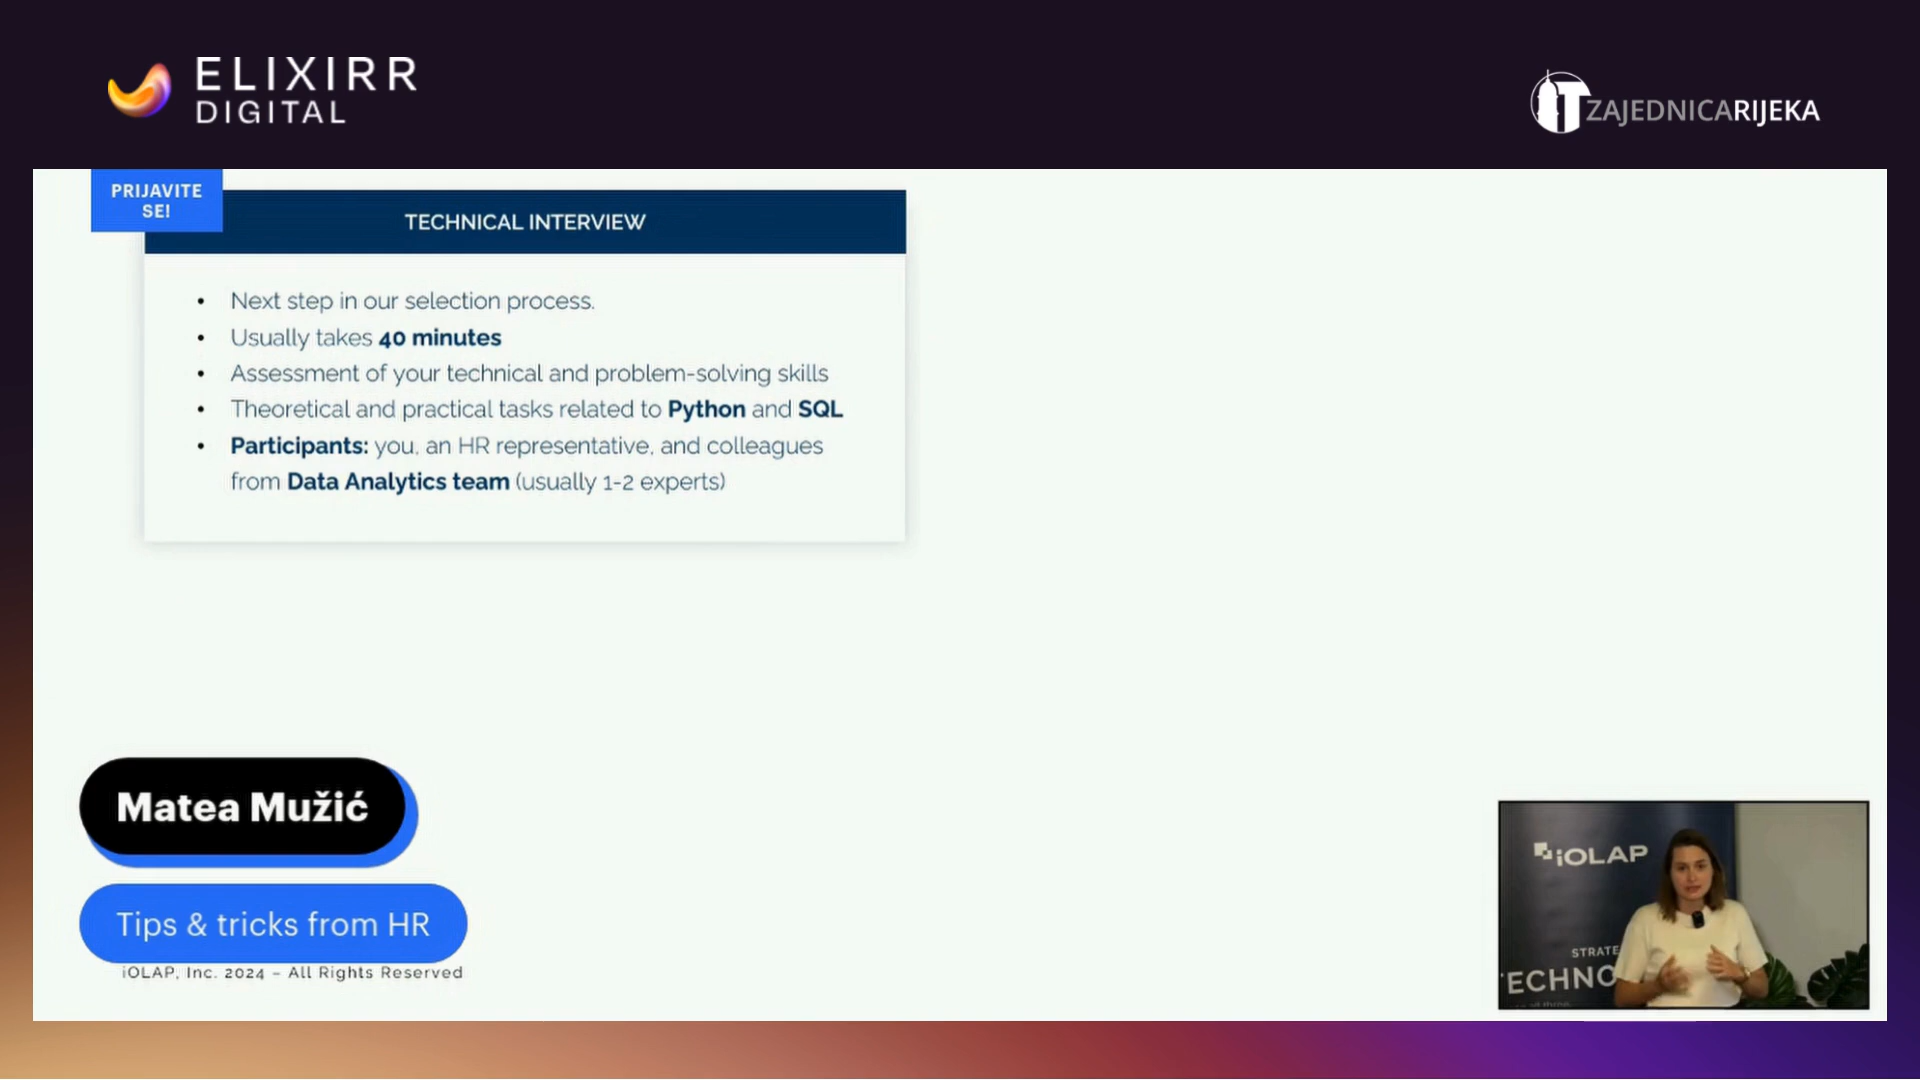 ELIXIRR
DIGITAL
ITZAJEDNICARIJEKA
PRIJAVITE
SE!
TECHNICAL INTERVIEW
• Next step in our selection process.
• Usually takes 40 minutes
• Assessment of your technical and problem-solving skills
• Theoretical and practical tasks related to Python and SQL
• Participants: you, an HR representative, and colleagues
from Data Analytics team (usually 1-2 experts)
Matea Mužić
Tips & tricks from HR
iOLAP, Inc. 2024 – All Rights Reserved
iOLAP
STRATE
ECHNO